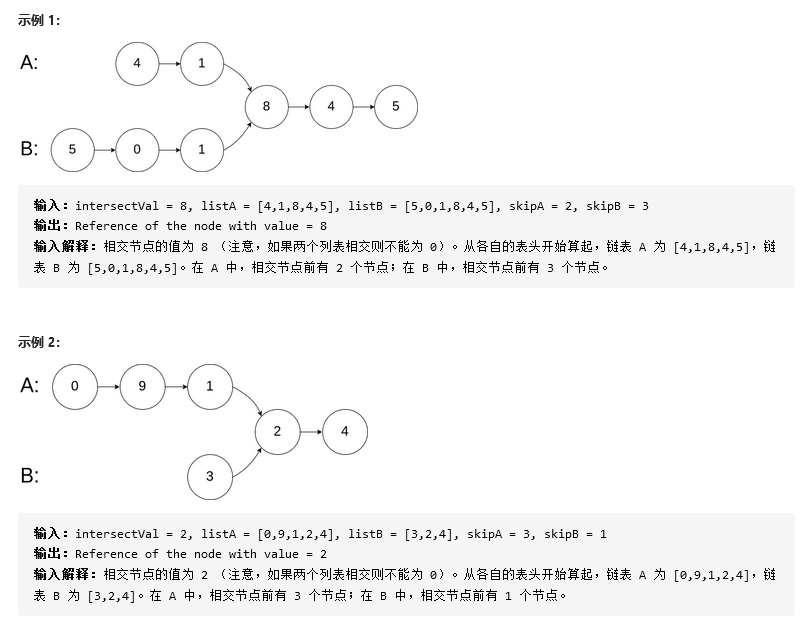 示例 1:
A: 4 1
8 4 5
B: 5 0 1
输入：intersectVal = 8, listA = [4,1,8,4,5], listB = [5,0,1,8,4,5], skipA = 2, skipB = 3
输出：Reference of the node with value = 8
输入解释：相交节点的值为 8 （注意，如果两个列表相交则不能为 0）。从各自的表头开始算起，链表 A 为 [4,1,8,4,5]，链
表 B 为 [5,0,1,8,4,5]。在 A 中，相交节点前有 2 个节点；在 B 中，相交节点前有 3 个节点。
示例 2:
A: 0 9 1
2 4
B: 3
输入：intersectVal = 2, listA = [0,9,1,2,4], listB = [3,2,4], skipA = 3, skipB = 1
输出：Reference of the node with value = 2
输入解释：相交节点的值为 2 （注意，如果两个列表相交则不能为 0）。从各自的表头开始算起，链表 A 为 [0,9,1,2,4]，链
表 B 为 [3,2,4]。在 A 中，相交节点前有 3 个节点；在 B 中，相交节点前有 1 个节点。